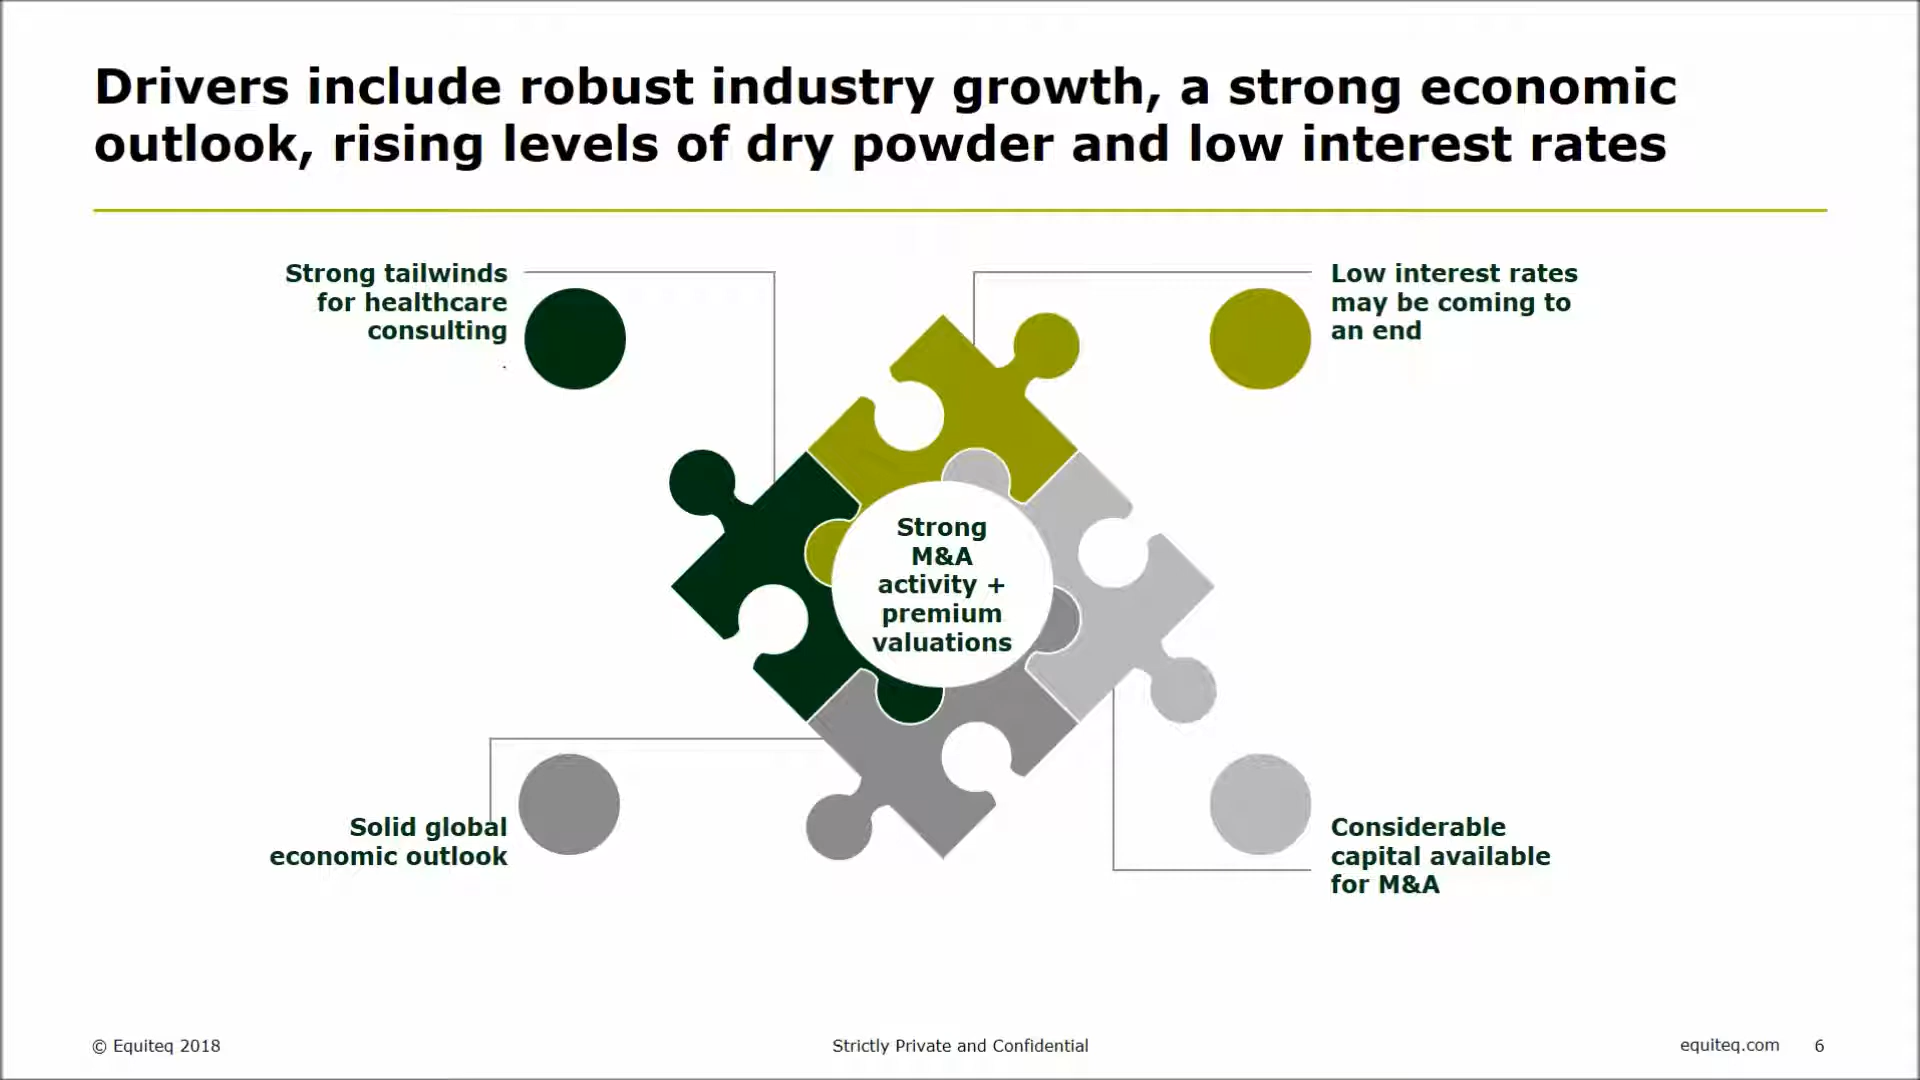 Drivers include robust industry growth, a strong economic
outlook, rising levels of dry powder and low interest rates
Strong tailwinds
for healthcare
consulting
.
Low interest rates
may be coming to
an end
Strong
M&A
activity +
premium
valuations
Solid global
economic outlook
Considerable
capital available
for M&A
© Equiteq 2018
Strictly Private and Confidential
equiteq.com
6